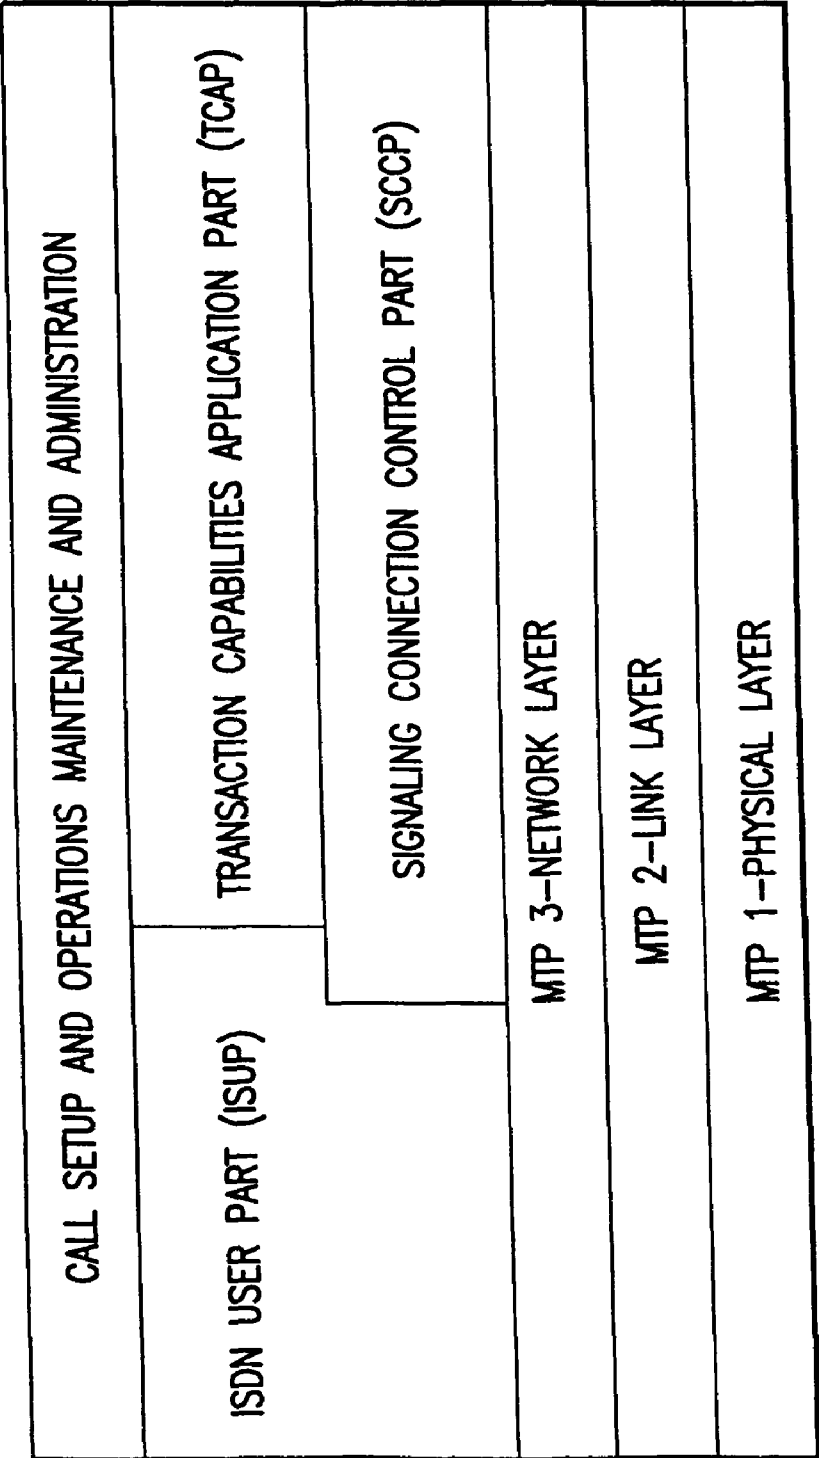 CALL SETUP AND OPERATIONS MAINTENANCE AND ADMINISTRATION
ISDN USER PART (ISUP)
TRANSACTION CAPABILITIES APPLICATION PART (TCAP)
SIGNALING CONNECTION CONTROL PART (SCCP)
MTP 3-NETWORK LAYER
MTP 2-LINK LAYER
MTP 1-PHYSICAL LAYER